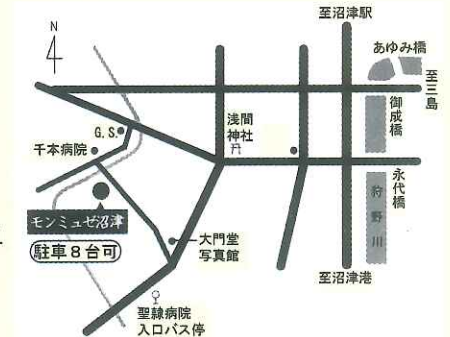 至沼津駅
N
あゆみ橋
至三島
御成橋
G.S.
浅間
神社
千本病院
永代橋
モンミュゼ沼津
狩野川
駐車8台可
大門堂
写真館
至沼津港
聖隷病院
入口バス停